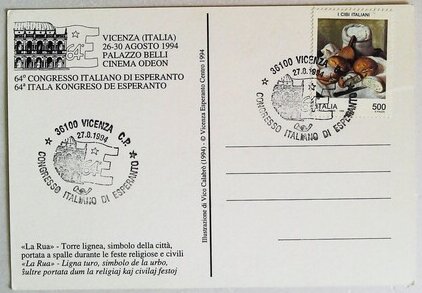 VICENZA (ITALIA)
26-30 AGOSTO 1994
PALAZZO BELLI
CINEMA ODEON
64° CONGRESSO ITALIANO DI ESPERANTO
64ª ITALA KONGRESO DE ESPERANTO
36100 VICENZA C.P.
27.8.1994
CONGRESSO ITALIANO DI ESPERANTO
«La Rua» - Torre lignea, simbolo della città,
portata a spalle durante le feste religiose e civili
«La Rua» - Ligna turo, simbolo de la urbo,
ŝultre portata dum la religiaj kaj civilaj festoj
Illustrazione di Vico Calabrò (1994) - © Vicenza Esperanto Centro 1994
I CIBI ITALIANI
ITALIA 500
36100 VICENZA
27.8.1994
CONGRESSO ITALIANO DI ESPERANTO